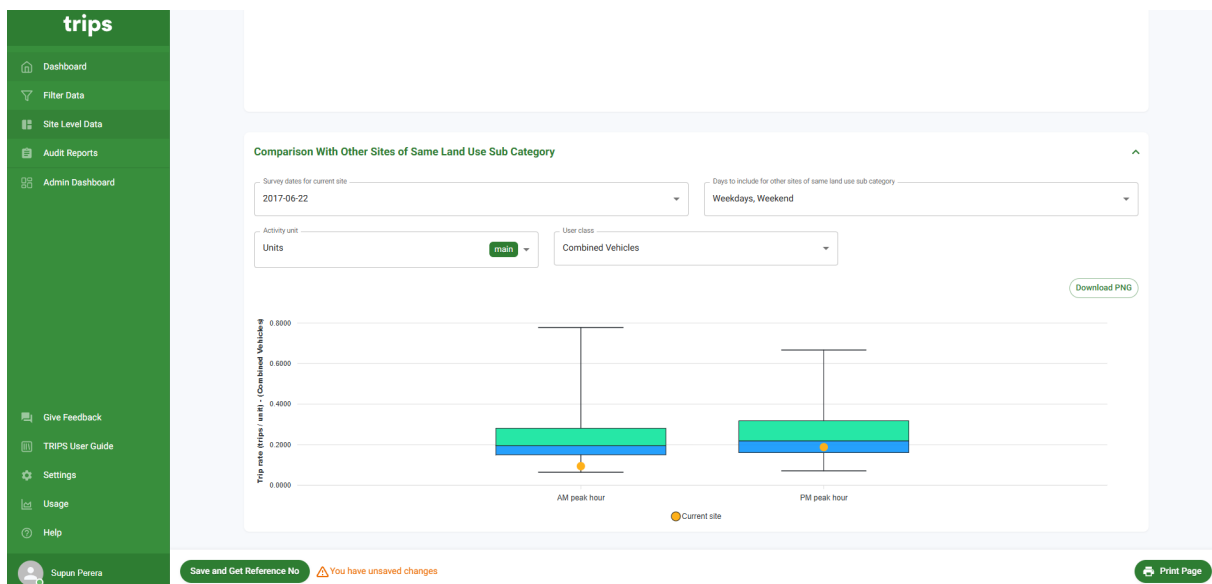 trips
Dashboard
Filter Data
Site Level Data
Audit Reports
Admin Dashboard
Give Feedback
TRIPS User Guide
Settings
Usage
Help
Supun Perera
Comparison With Other Sites of Same Land Use Sub Category
Survey dates for current site
2017-06-22
Days to include for other sites of same land use sub category
Weekdays, Weekend
Activity unit
Units
main
User class
Combined Vehicles
Download PNG
Trip rate (trips / unit) - (Combined Vehicles)
0.8000
0.6000
0.4000
0.2000
0.0000
AM peak hour
PM peak hour
Current site
Save and Get Reference No
You have unsaved changes
Print Page